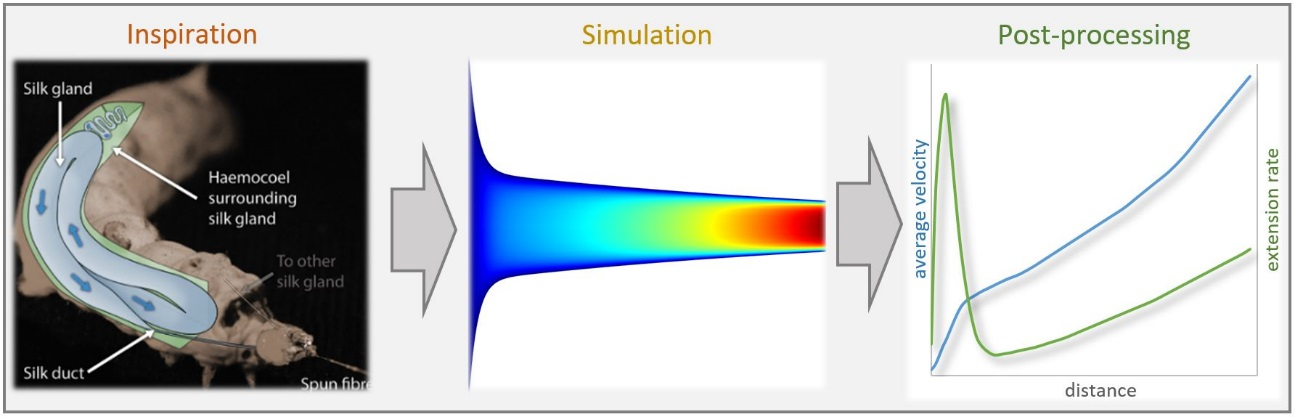 Inspiration
Simulation
Post-processing
Silk gland
Haemocoel
surrounding
silk gland
To other
silk gland
Silk duct
Spun fibre
average velocity
extension rate
distance